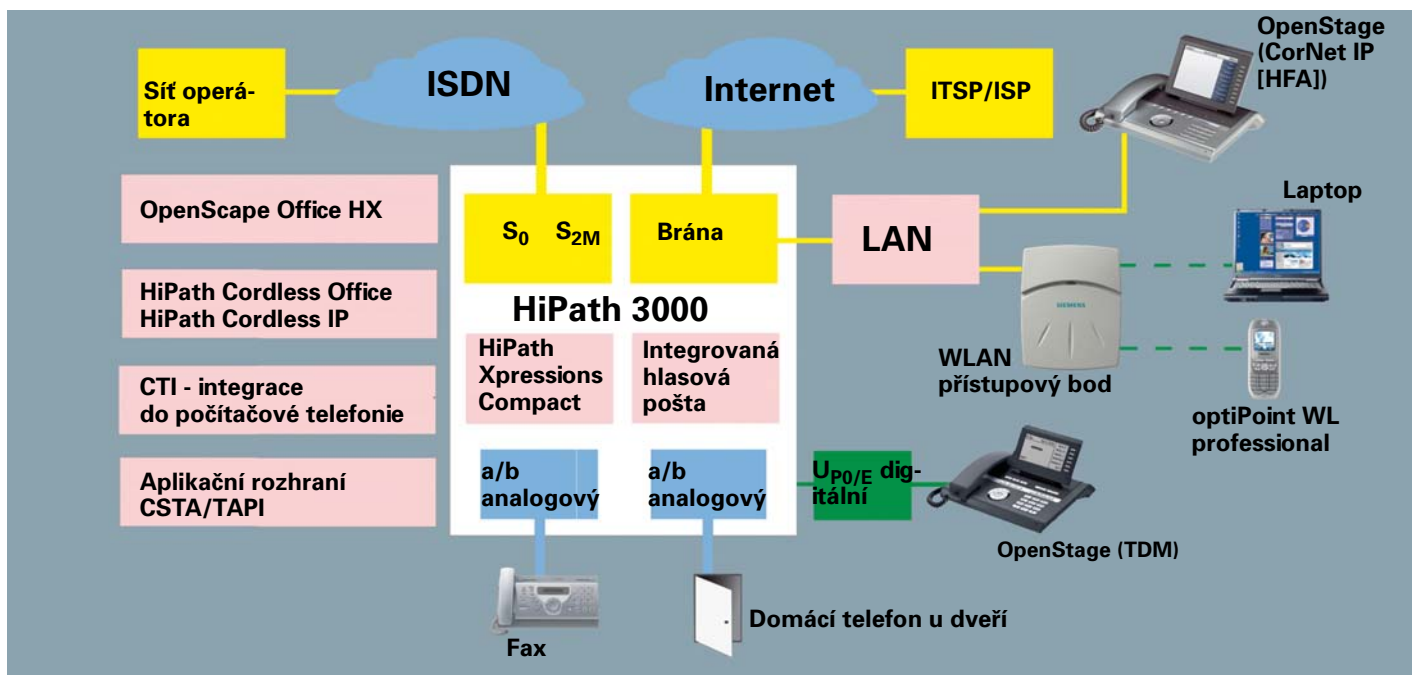 Síť operá-
tora
ISDN
Internet
ITSP/ISP
OpenStage
(CorNet IP
[HFA])
OpenScape Office HX
HiPath Cordless Office
HiPath Cordless IP
CTI - integrace
do počítačové telefonie
Aplikační rozhraní
CSTA/TAPI
S0 S2M
Brána
HiPath 3000
HiPath
Xpressions
Compact
Integrovaná
hlasová
pošta
a/b
analogový
a/b
analogový
LAN
Laptop
SIEMENS
WLAN
přístupový bod
optiPoint WL
professional
UP0/E dig-
itální
OpenStage (TDM)
Fax
Domácí telefon u dveří